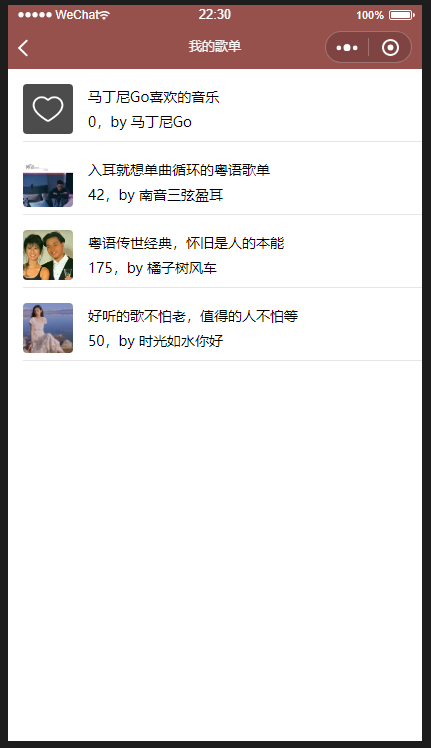 WeChat 22:30 100%
我的歌单
马丁尼Go喜欢的音乐
0，by 马丁尼Go
入耳就想单曲循环的粤语歌单
42，by 南音三弦盈耳
粤语传世经典，怀旧是人的本能
175，by 橘子树风车
好听的歌不怕老，值得的人不怕等
50，by 时光如水你好